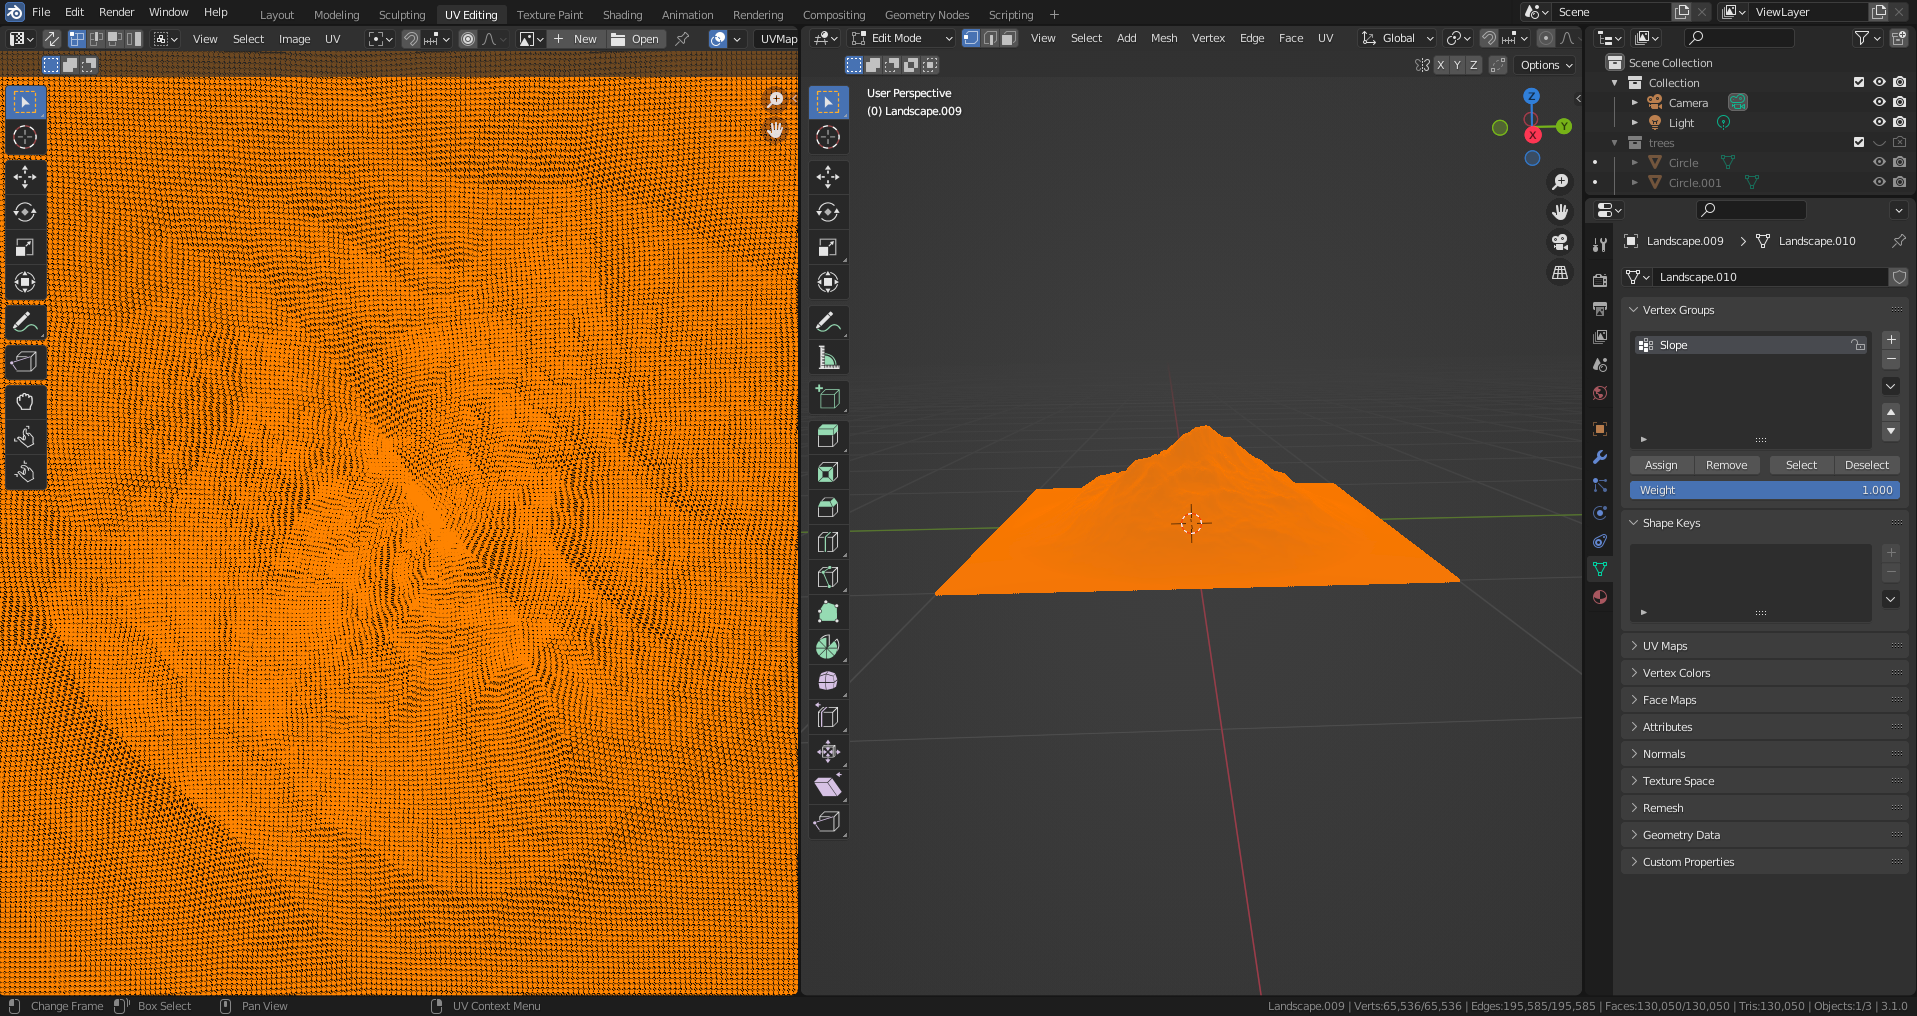 File Edit Render Window Help Layout Modeling Sculpting UV Editing Texture Paint Shading Animation Rendering Compositing Geometry Nodes Scripting + Scene ViewLayer
View Select Image UV New Open UVMap
Edit Mode View Select Add Mesh Vertex Edge Face UV Global
X Y Z Options
User Perspective
(0) Landscape.009
Z
Y
X
Scene Collection
Collection
Camera
Light
trees
Circle
Circle.001
Landscape.009 Landscape.010
Landscape.010
Vertex Groups
Slope
Assign Remove Select Deselect
Weight 1.000
Shape Keys
UV Maps
Vertex Colors
Face Maps
Attributes
Normals
Texture Space
Remesh
Geometry Data
Custom Properties
Change Frame Box Select Pan View UV Context Menu Landscape.009 | Verts:65,536/65,536 | Edges:195,585/195,585 | Faces:130,050/130,050 | Tris:130,050 | Objects:1/3 | 3.1.0